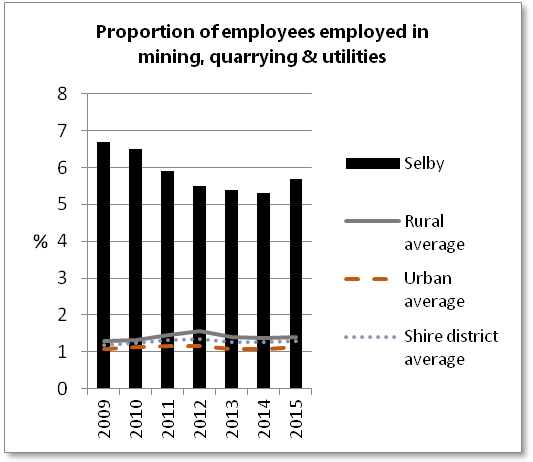 Proportion of employees employed in
mining, quarrying & utilities
8
7
6
5
4
3
2
1
0
%
2009
2010
2011
2012
2013
2014
2015
Selby
Rural
average
Urban
average
Shire district
average